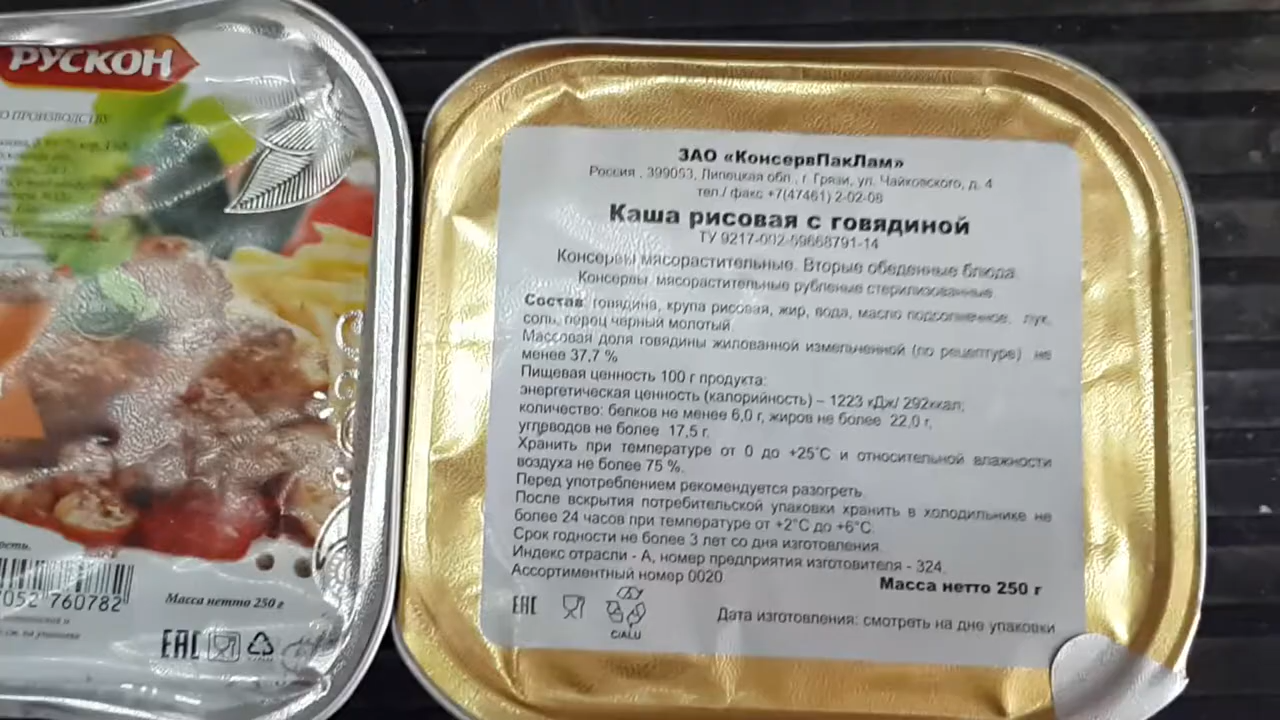 РУСКОН
О ПРОИЗВОДСТВУ
052 760782
Масса нетто 250 г
EAC
ЗАО «КонсервПакЛам»
Россия , 399053, Липецкая обл., г. Грязи, ул. Чайковского, д. 4
тел./ факс +7(47461) 2-02-08
Каша рисовая с говядиной
ТУ 9217-002-59668791-14
Консервы мясорастительные. Вторые обеденные блюда.
Консервы мясорастительные рубленые стерилизованные
Состав: говядина, крупа рисовая, жир, вода, масло подсолнечное, лук,
соль, перец черный молотый.
Массовая доля говядины жилованной измельченной (по рецептуре) не
менее 37,7 %
Пищевая ценность 100 г продукта:
энергетическая ценность (калорийность) – 1223 кДж/ 292ккал;
количество: белков не менее 6,0 г, жиров не более 22,0 г,
углеводов не более 17,5 г.
Хранить при температуре от 0 до +25°С и относительной влажности
воздуха не более 75 %.
Перед употреблением рекомендуется разогреть.
После вскрытия потребительской упаковки хранить в холодильнике не
более 24 часов при температуре от +2°С до +6°С.
Срок годности не более 3 лет со дня изготовления.
Индекс отрасли - А, номер предприятия изготовителя - 324.
Ассортиментный номер 0020.
Масса нетто 250 г
EAC
C/ALU
Дата изготовления: смотреть на дне упаковки